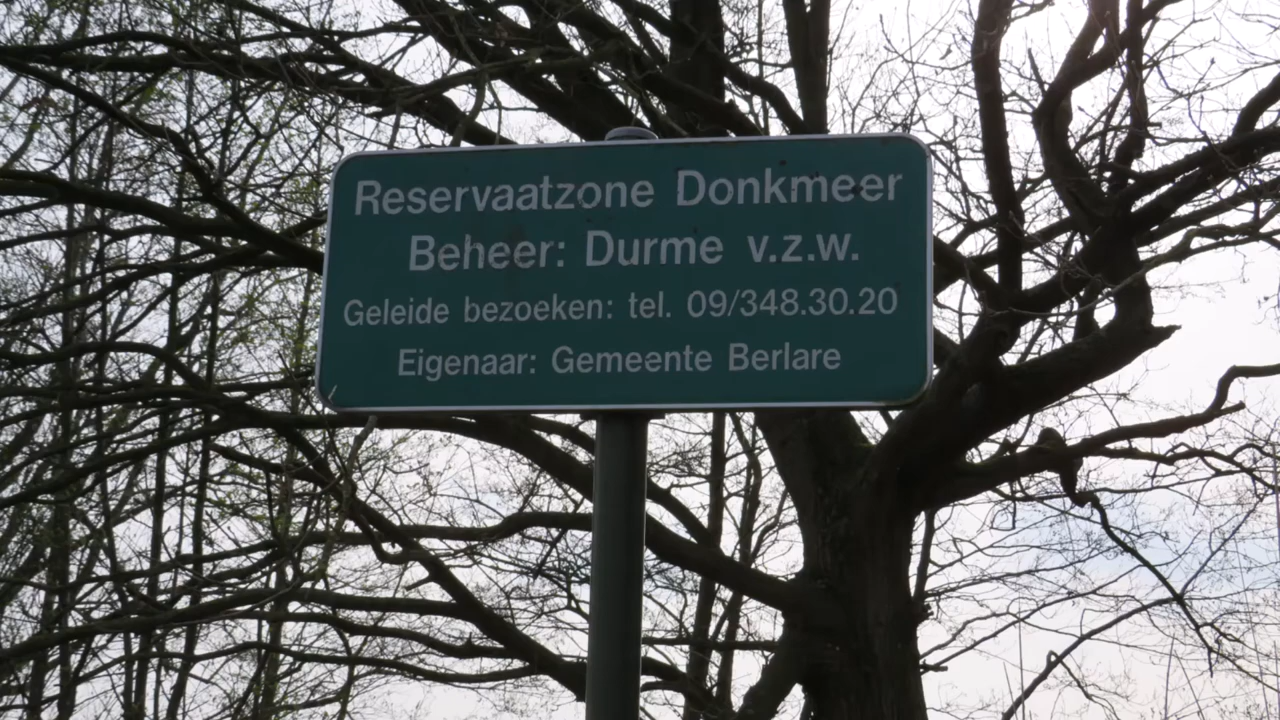 Reservaatzone Donkmeer
Beheer: Durme v.z.w.
Geleide bezoeken: tel. 09/348.30.20
Eigenaar: Gemeente Berlare